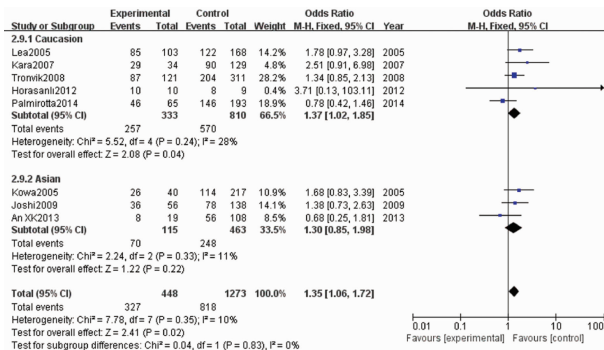 Experimental Control Odds Ratio Odds Ratio
Study or Subgroup Events Total Events Total Weight M-H, Fixed, 95% CI Year M-H, Fixed, 95% CI
2.9.1 Caucasion
Lea2005 85 103 122 168 14.2% 1.78 [0.97, 3.28] 2005
Kara2007 29 34 90 129 4.8% 2.51 [0.91, 6.98] 2007
Tronvik2008 87 121 204 311 28.9% 1.34 [0.85, 2.13] 2008
Horasanli2012 10 10 8 9 0.5% 3.71 [0.13, 103.11] 2012
Palmirotta2014 46 65 146 193 18.0% 0.78 [0.42, 1.46] 2014
Subtotal (95% CI) 333 810 66.5% 1.37 [1.02, 1.85]
Total events 257 570
Heterogeneity: Chi² = 5.52, df = 4 (P = 0.24); I² = 28%
Test for overall effect: Z = 2.08 (P = 0.04)
2.9.2 Asian
Kowa2005 26 40 114 217 10.9% 1.68 [0.83, 3.39] 2005
Joshi2009 36 56 78 138 14.1% 1.38 [0.73, 2.63] 2009
An XK2013 8 19 56 108 8.5% 0.68 [0.25, 1.81] 2013
Subtotal (95% CI) 115 463 33.5% 1.30 [0.85, 1.98]
Total events 70 248
Heterogeneity: Chi² = 2.24, df = 2 (P = 0.33); I² = 11%
Test for overall effect: Z = 1.22 (P = 0.22)
Total (95% CI) 448 1273 100.0% 1.35 [1.06, 1.72]
Total events 327 818
Heterogeneity: Chi² = 7.78, df = 7 (P = 0.35); I² = 10%
Test for overall effect: Z = 2.41 (P = 0.02)
Test for subgroup differences: Chi² = 0.04, df = 1 (P = 0.83), I² = 0%
0.01 0.1 1 10 100
Favours [experimental] Favours [control]